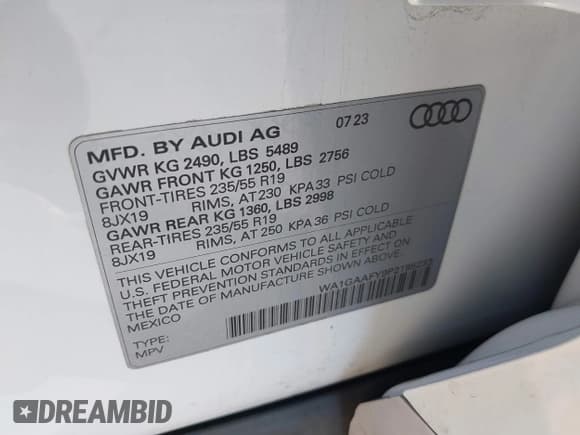 MFD. BY AUDI AG 07 23
GVWR KG 2490, LBS 5489
GAWR FRONT KG 1250, LBS 2756
FRONT-TIRES 235/55 R19
8JX19 RIMS, AT 230 KPA 33 PSI COLD
GAWR REAR KG 1360, LBS 2998
REAR-TIRES 235/55 R19
8JX19 RIMS, AT 250 KPA 36 PSI COLD
THIS VEHICLE CONFORMS TO ALL APPLICABLE
U.S. FEDERAL MOTOR VEHICLE SAFETY AND
THEFT PREVENTION STANDARDS IN EFFECT ON
THE DATE OF MANUFACTURE SHOWN ABOVE.
MEXICO
TYPE:
MPV
DREAMBID